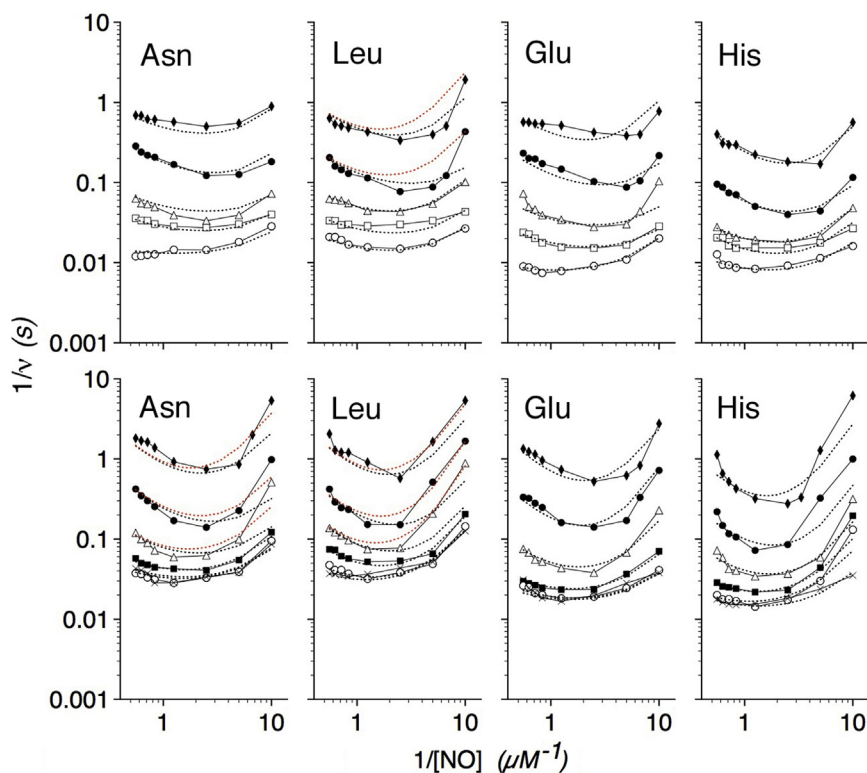 10
1
0.1
0.01
0.001
Asn
Leu
Glu
His
1/ν (s)
10
1
0.1
0.01
0.001
Asn
Leu
Glu
His
1 10
1 10
1 10
1 10
1/[NO] (μM⁻¹)